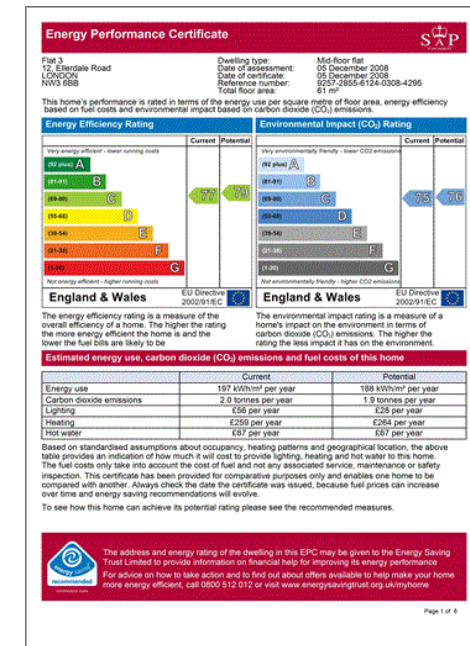 Energy Performance Certificate
SAP
Flat 3
12, Ellerdale Road
LONDON
NW3 6BB
Dwelling type: Mid-floor flat
Date of assessment: 05 December 2008
Date of certificate: 05 December 2008
Reference number: 9257-2855-6124-0308-4295
Total floor area: 61 m²
This home's performance is rated in terms of the energy use per square metre of floor area, energy efficiency
based on fuel costs and environmental impact based on carbon dioxide (CO₂) emissions.
Energy Efficiency Rating
Current Potential
Very energy efficient - lower running costs
(92 plus) A
(81-91) B
(69-80) C
(55-68) D
(39-54) E
(21-38) F
(1-20) G
77 79
Not energy efficient - higher running costs
England & Wales
EU Directive
2002/91/EC
Environmental Impact (CO₂) Rating
Current Potential
Very environmentally friendly - lower CO2 emissions
(92 plus) A
(81-91) B
(69-80) C
(55-68) D
(39-54) E
(21-38) F
(1-20) G
75 76
Not environmentally friendly - higher CO2 emissions
England & Wales
EU Directive
2002/91/EC
The energy efficiency rating is a measure of the
overall efficiency of a home. The higher the rating
the more energy efficient the home is and the
lower the fuel bills are likely to be
The environmental impact rating is a measure of a
home's impact on the environment in terms of
carbon dioxide (CO₂) emissions. The higher the
rating the less impact it has on the environment.
Estimated energy use, carbon dioxide (CO₂) emissions and fuel costs of this home
Current Potential
Energy use 197 kWh/m² per year 188 kWh/m² per year
Carbon dioxide emissions 2.0 tonnes per year 1.9 tonnes per year
Lighting £56 per year £28 per year
Heating £259 per year £264 per year
Hot water £67 per year £67 per year
Based on standardised assumptions about occupancy, heating patterns and geographical location, the above
table provides an indication of how much it will cost to provide lighting, heating and hot water to this home.
The fuel costs only take into account the cost of fuel and not any associated service, maintenance or safety
inspection. This certificate has been provided for comparative purposes only and enables one home to be
compared with another. Always check the date the certificate was issued, because fuel prices can increase
over time and energy saving recommendations will evolve.
To see how this home can achieve its potential rating please see the recommended measures.
energy saving
recommended
The address and energy rating of the dwelling in this EPC may be given to the Energy Saving
Trust Limited to provide information on financial help for improving its energy performance
For advice on how to take action and to find out about offers available to help make your home
more energy efficient, call 0800 512 012 or visit www.energysavingtrust.org.uk/myhome
Page 1 of 6